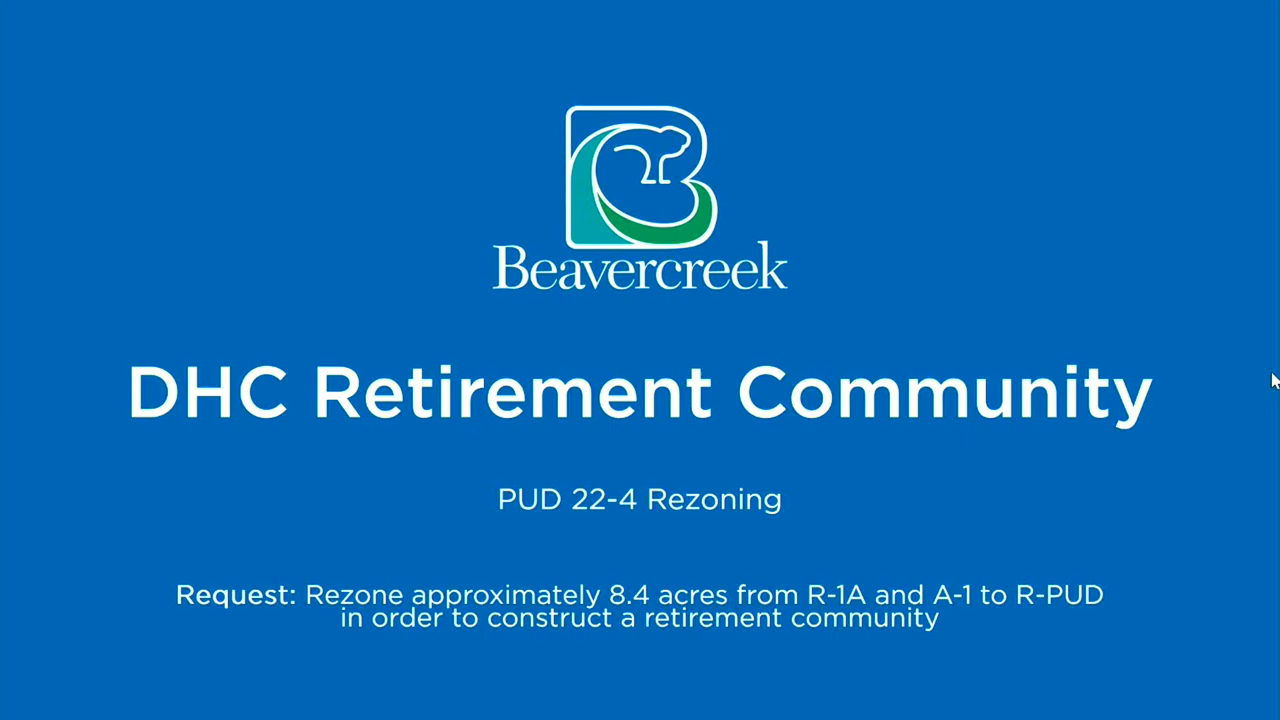 Beavercreek
DHC Retirement Community
PUD 22-4 Rezoning
Request: Rezone approximately 8.4 acres from R-1A and A-1 to R-PUD
in order to construct a retirement community